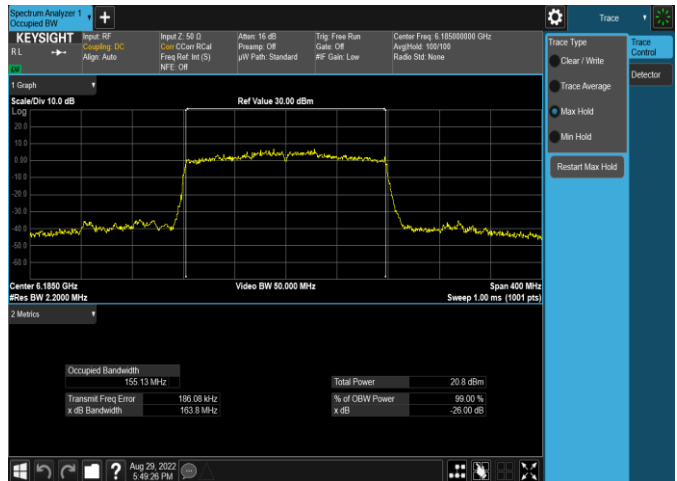 Spectrum Analyzer 1
Occupied BW
KEYSIGHT
RL
Input: RF
Coupling: DC
Align: Auto
Input Z: 50 Ω
Corr CCorr RCal
Freq Ref: Int (S)
NFE: Off
Atten: 16 dB
Preamp: Off
µW Path: Standard
Trig: Free Run
Gate: Off
#IF Gain: Low
Center Freq: 6.185000000 GHz
Avg|Hold: 100/100
Radio Std: None
1 Graph
Scale/Div 10.0 dB
Ref Value 30.00 dBm
Log
20.0
10.0
0.00
-10.0
-20.0
-30.0
-40.0
-50.0
-60.0
Center 6.1850 GHz
Video BW 50.000 MHz
Span 400 MHz
#Res BW 2.2000 MHz
Sweep 1.00 ms (1001 pts)
2 Metrics
Occupied Bandwidth
155.13 MHz
Total Power 20.8 dBm
Transmit Freq Error 186.08 kHz
% of OBW Power 99.00 %
x dB Bandwidth 163.8 MHz
x dB -26.00 dB
Aug 29, 2022
5:49:26 PM
Trace
Trace Type
Clear / Write
Trace Average
Max Hold
Min Hold
Restart Max Hold
Trace
Control
Detector